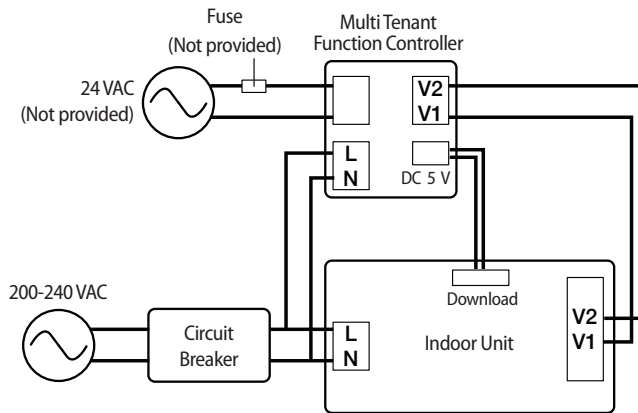 Fuse
(Not provided)
Multi Tenant
Function Controller
24 VAC
(Not provided)
V2
V1
L
N
DC 5 V
200-240 VAC
Circuit
Breaker
L
N
Download
Indoor Unit
V2
V1